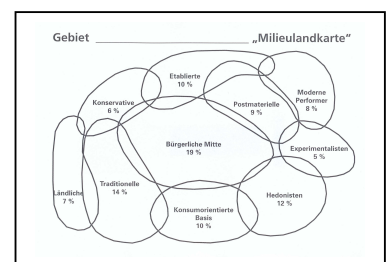 Gebiet ______________________ „Milieulandkarte”
Etablierte
10 %
Moderne
Performer
8 %
Konservative
6 %
Postmaterielle
9 %
Bürgerliche Mitte
19 %
Experimentalisten
5 %
Ländliche
7 %
Traditionelle
14 %
Hedonisten
12 %
Konsumorientierte
Basis
10 %